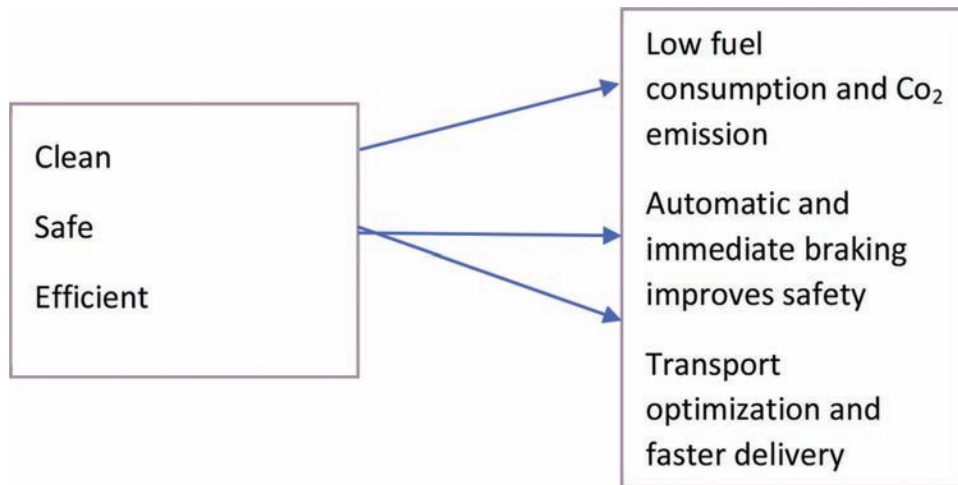 Clean
Safe
Efficient
Low fuel
consumption and Co₂
emission
Automatic and
immediate braking
improves safety
Transport
optimization and
faster delivery